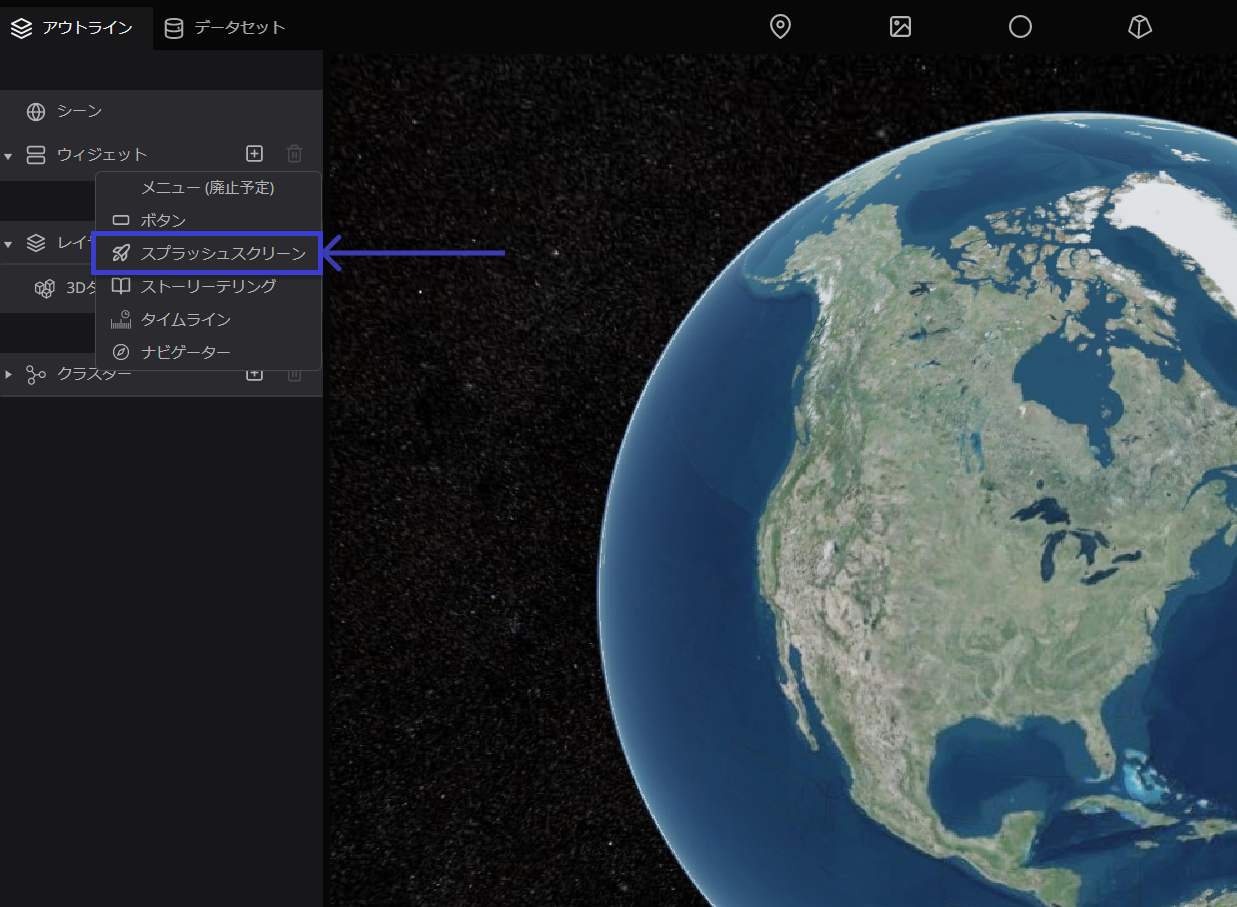 アウトライン
データセット
シーン
ウィジェット
メニュー (廃止予定)
ボタン
レイ
スプラッシュスクリーン
3D
ストーリーテリング
タイムライン
ナビゲーター
クラスター